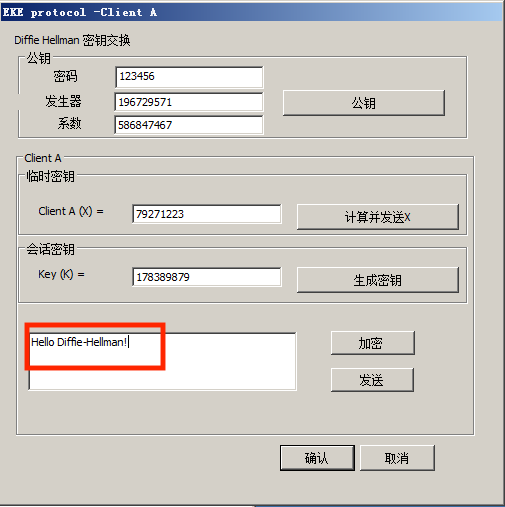 EKE protocol -Client A
Diffie Hellman 密钥交换
公钥
密码 123456
发生器 196729571 公钥
系数 586847467
Client A
临时密钥
Client A (X) = 79271223 计算并发送X
会话密钥
Key (K) = 178389879 生成密钥
Hello Diffie-Hellman! 加密
发送
确认 取消